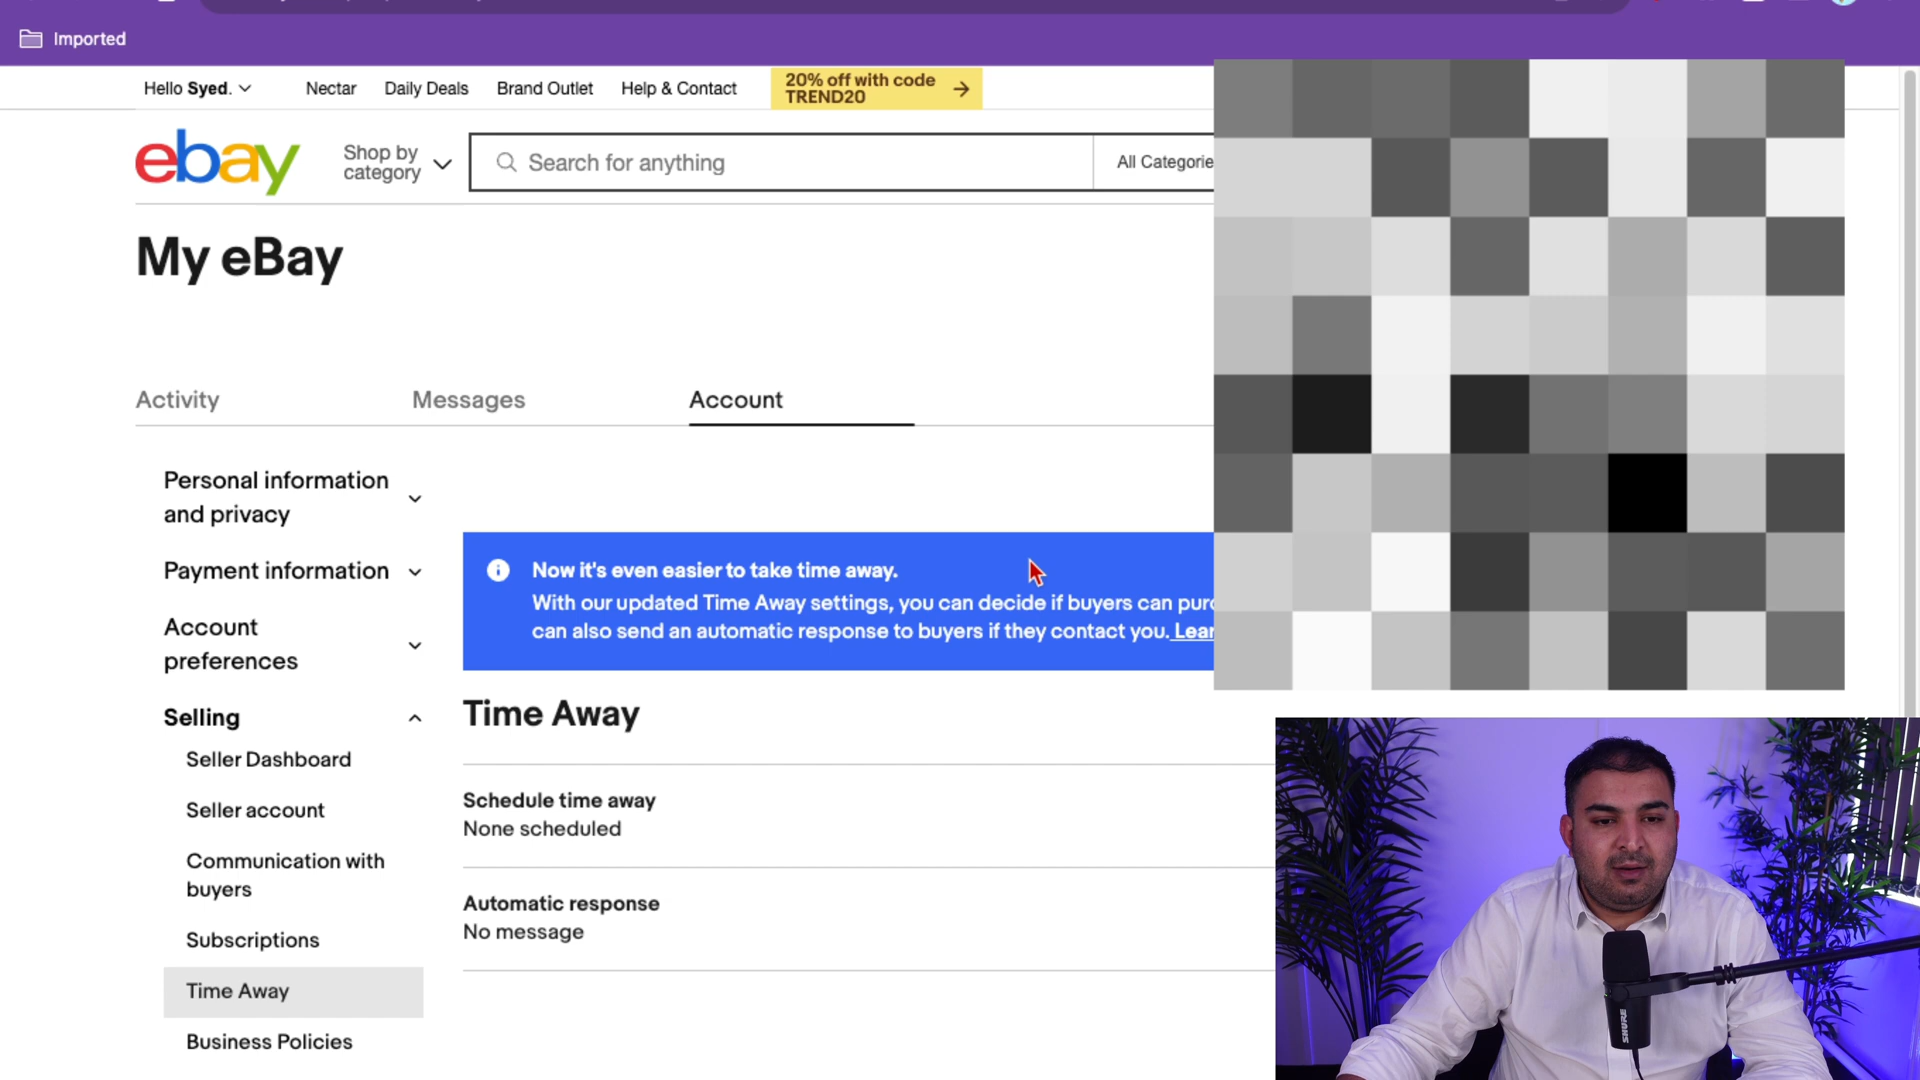 Imported
Hello Syed.
Nectar
Daily Deals
Brand Outlet
Help & Contact
20% off with code
TREND20
ebay
Shop by
category
Search for anything
All Categorie
My eBay
Activity
Messages
Account
Personal information
and privacy
Payment information
Account
preferences
Selling
Seller Dashboard
Seller account
Communication with
buyers
Subscriptions
Time Away
Business Policies
Now it's even easier to take time away.
With our updated Time Away settings, you can decide if buyers can purc
can also send an automatic response to buyers if they contact you. Lear
Time Away
Schedule time away
None scheduled
Automatic response
No message
SHURE